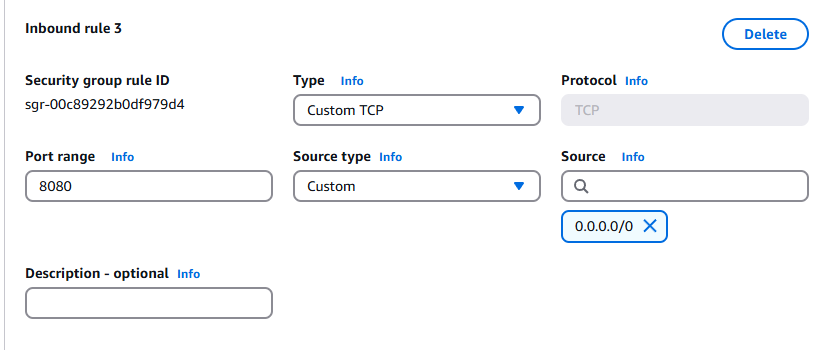 Inbound rule 3
Delete
Security group rule ID
sgr-00c89292b0df979d4
Type Info
Custom TCP
Protocol Info
TCP
Port range Info
8080
Source type Info
Custom
Source Info
0.0.0.0/0
Description - optional Info